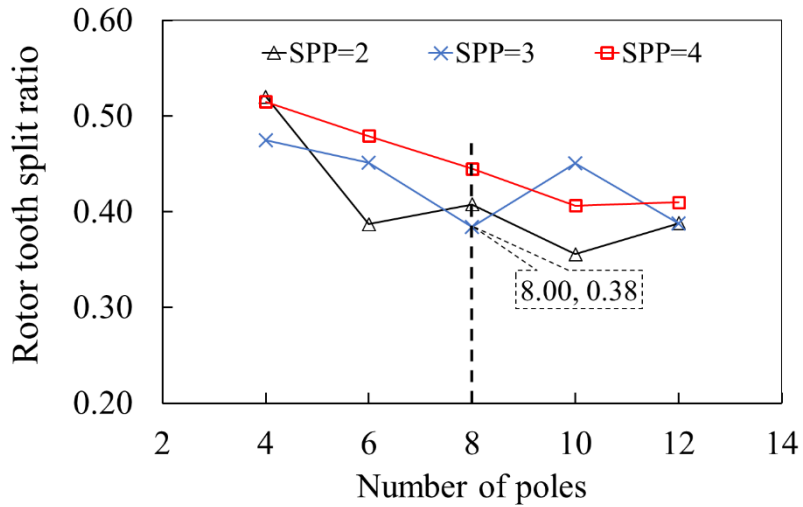 SPP=2 SPP=3 SPP=4
Rotor tooth split ratio
0.60
0.50
0.40
0.30
0.20
8.00, 0.38
2 4 6 8 10 12 14
Number of poles